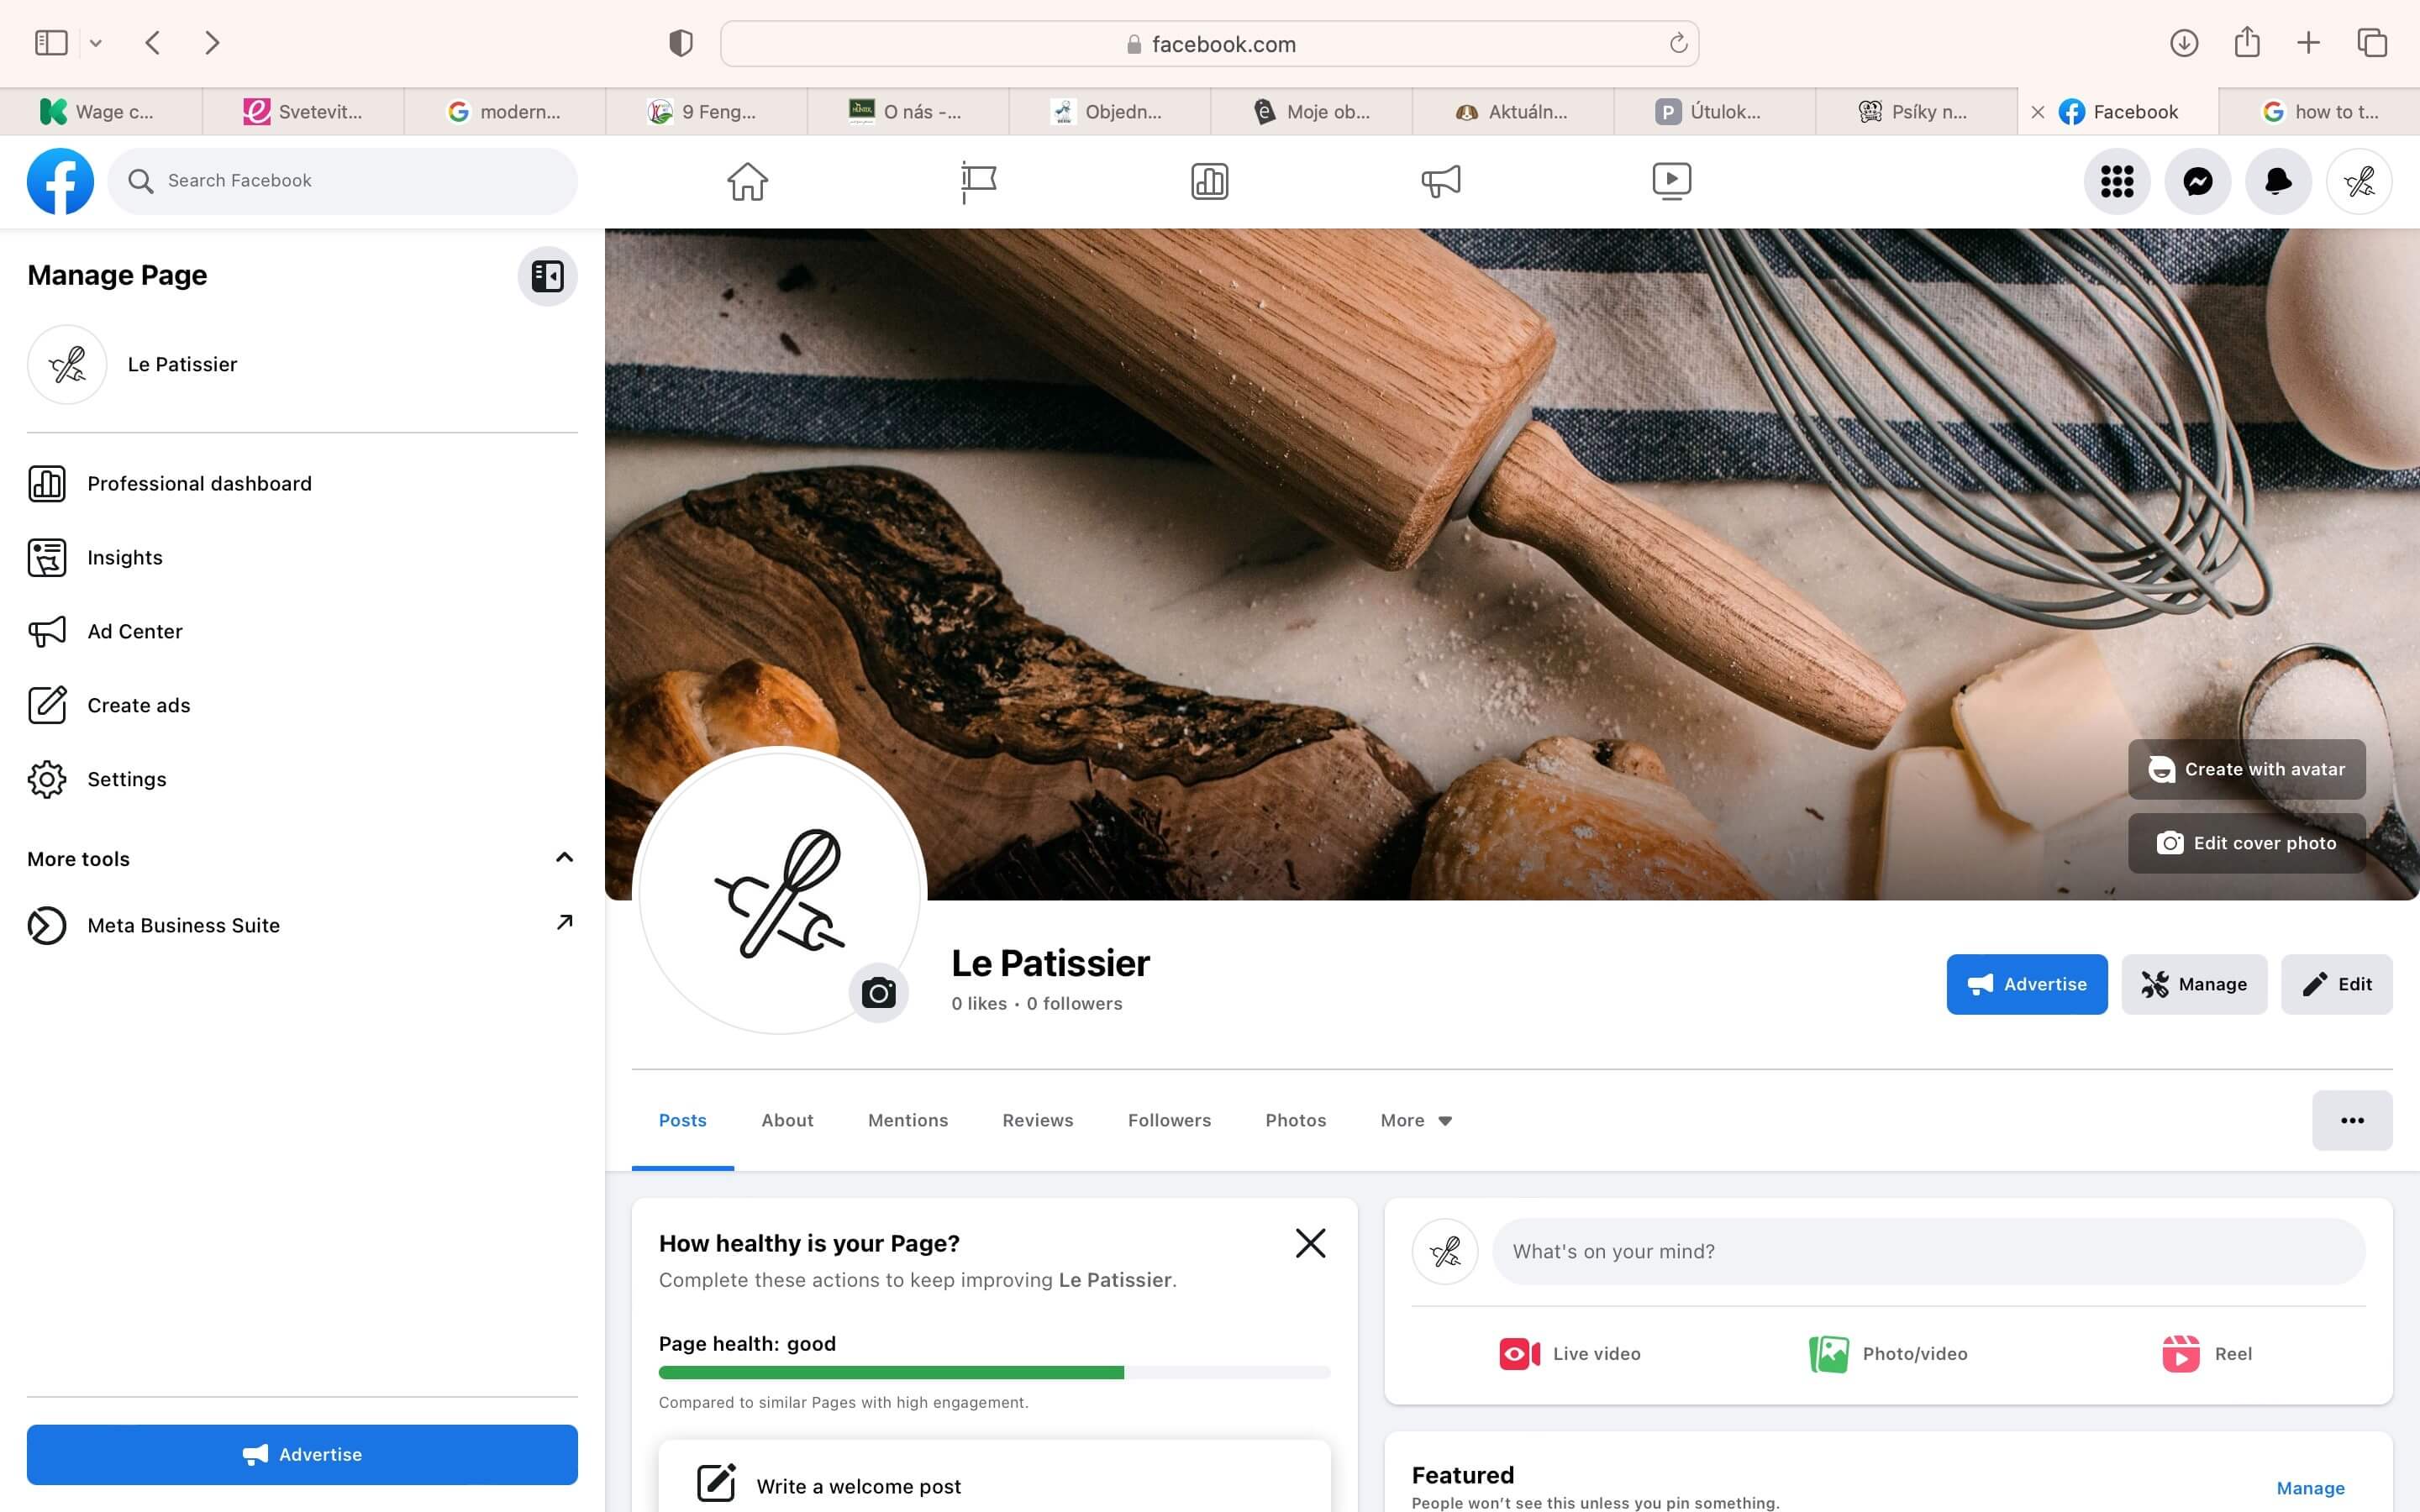 facebook.com
Wage c...
Svetevit...
modern...
9 Feng...
O nás -...
Objedn...
Moje ob...
Aktuáln...
Útulok...
Psíky n...
Facebook
how to t...
Search Facebook
Manage Page
Le Patissier
Professional dashboard
Insights
Ad Center
Create ads
Settings
More tools
Meta Business Suite
Advertise
Create with avatar
Edit cover photo
Le Patissier
0 likes • 0 followers
Advertise
Manage
Edit
Posts
About
Mentions
Reviews
Followers
Photos
More
How healthy is your Page?
Complete these actions to keep improving Le Patissier.
Page health: good
Compared to similar Pages with high engagement.
Write a welcome post
What's on your mind?
Live video
Photo/video
Reel
Featured
Manage
People won't see this unless you pin something.